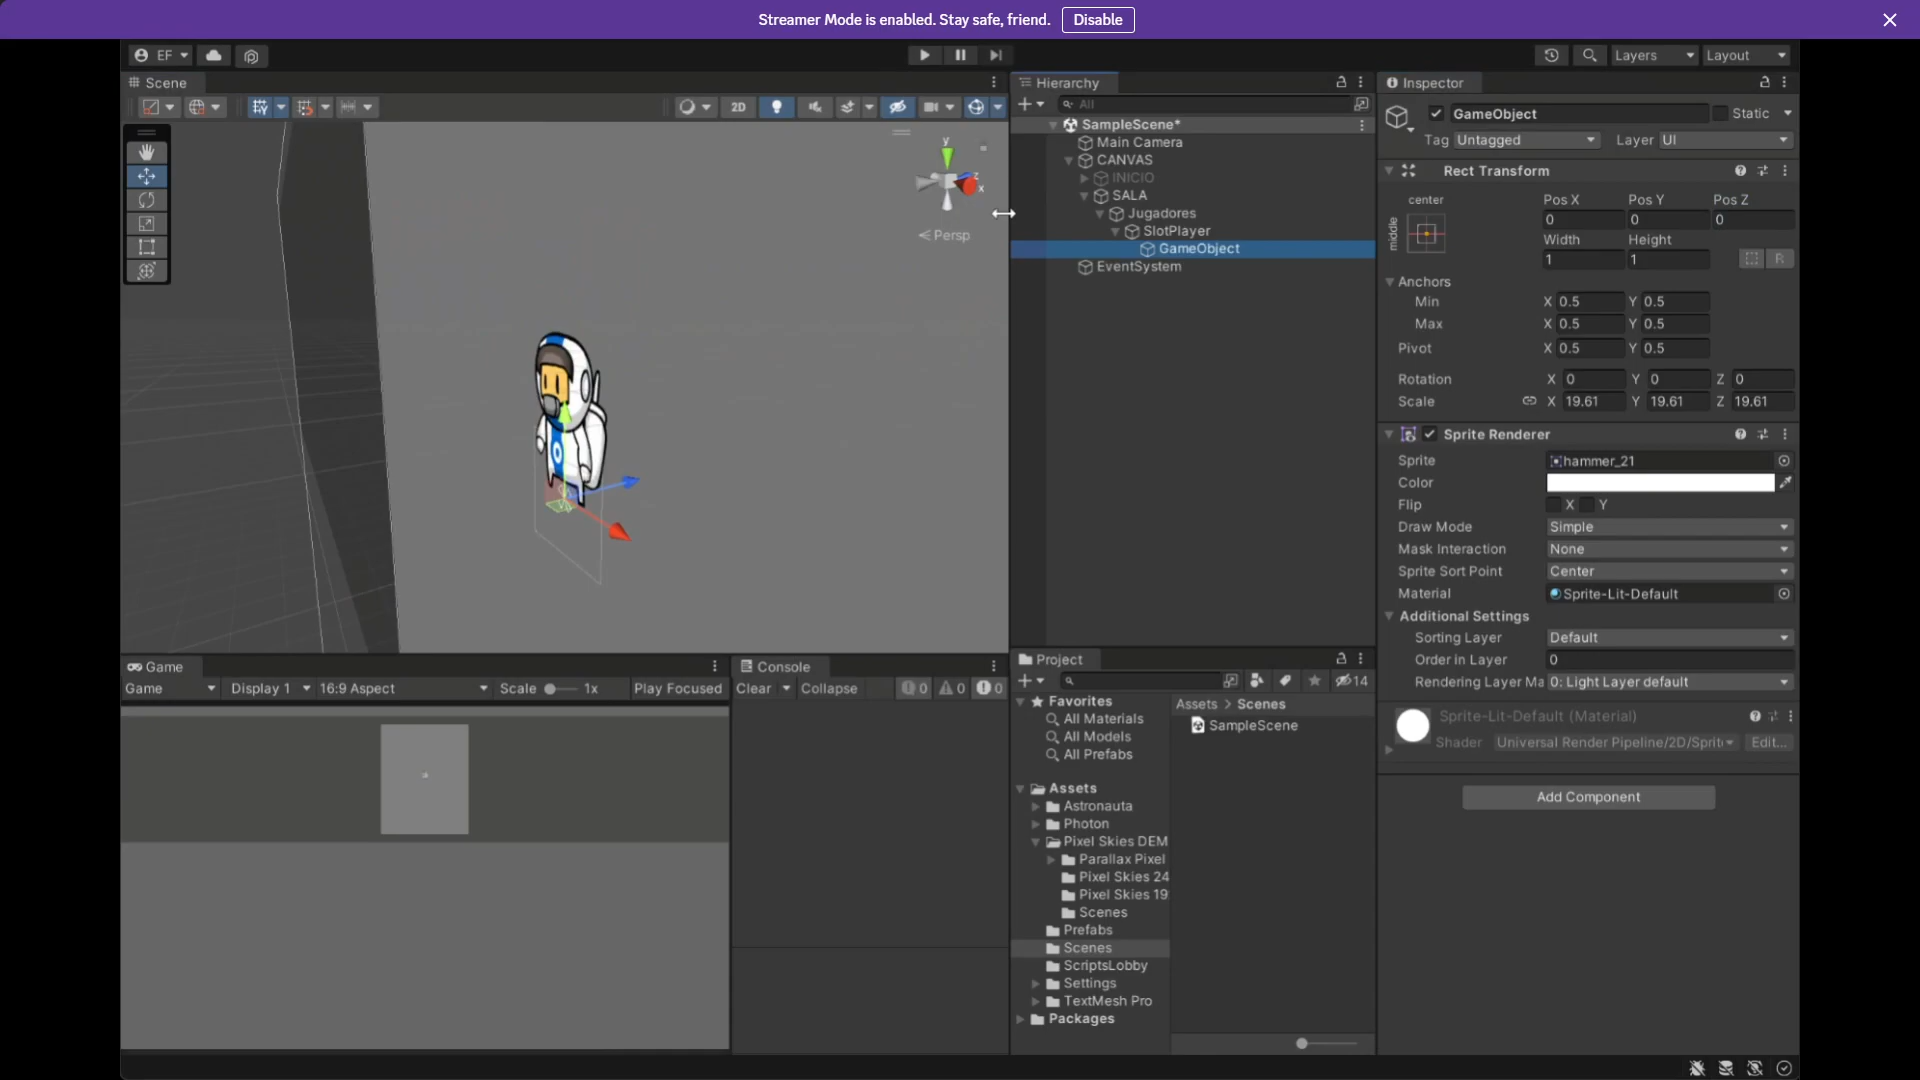 Streamer Mode is enabled. Stay safe, friend. Disable
EF Layers Layout
Scene
2D
y
z
x
Persp
Hierarchy
All
SampleScene*
Main Camera
CANVAS
INICIO
SALA
Jugadores
SlotPlayer
GameObject
EventSystem
Inspector
GameObject Static
Tag Untagged Layer UI
Rect Transform
center Pos X Pos Y Pos Z
middle 0 0 0
Width Height
1 1 R
Anchors
Min X 0.5 Y 0.5
Max X 0.5 Y 0.5
Pivot X 0.5 Y 0.5
Rotation X 0 Y 0 Z 0
Scale X 19.61 Y 19.61 Z 19.61
Sprite Renderer
Sprite hammer_21
Color
Flip X Y
Draw Mode Simple
Mask Interaction None
Sprite Sort Point Center
Material Sprite-Lit-Default
Additional Settings
Sorting Layer Default
Order in Layer 0
Rendering Layer Ma 0: Light Layer default
Sprite-Lit-Default (Material)
Shader Universal Render Pipeline/2D/Sprit Edit...
Add Component
Game
Game Display 1 16:9 Aspect Scale 1x Play Focused
Console
Clear Collapse 0 0 0
Project
14
Favorites
All Materials
All Models
All Prefabs
Assets
Astronauta
Photon
Pixel Skies DEM
Parallax Pixel
Pixel Skies 24
Pixel Skies 19
Scenes
Prefabs
Scenes
ScriptsLobby
Settings
TextMesh Pro
Packages
Assets > Scenes
SampleScene